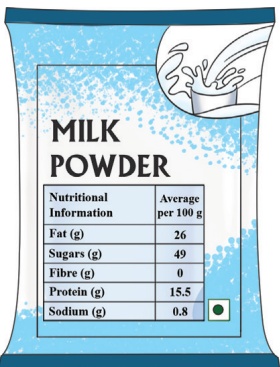 MILK
POWDER
Nutritional Information Average per 100 g
Fat (g) 26
Sugars (g) 49
Fibre (g) 0
Protein (g) 15.5
Sodium (g) 0.8